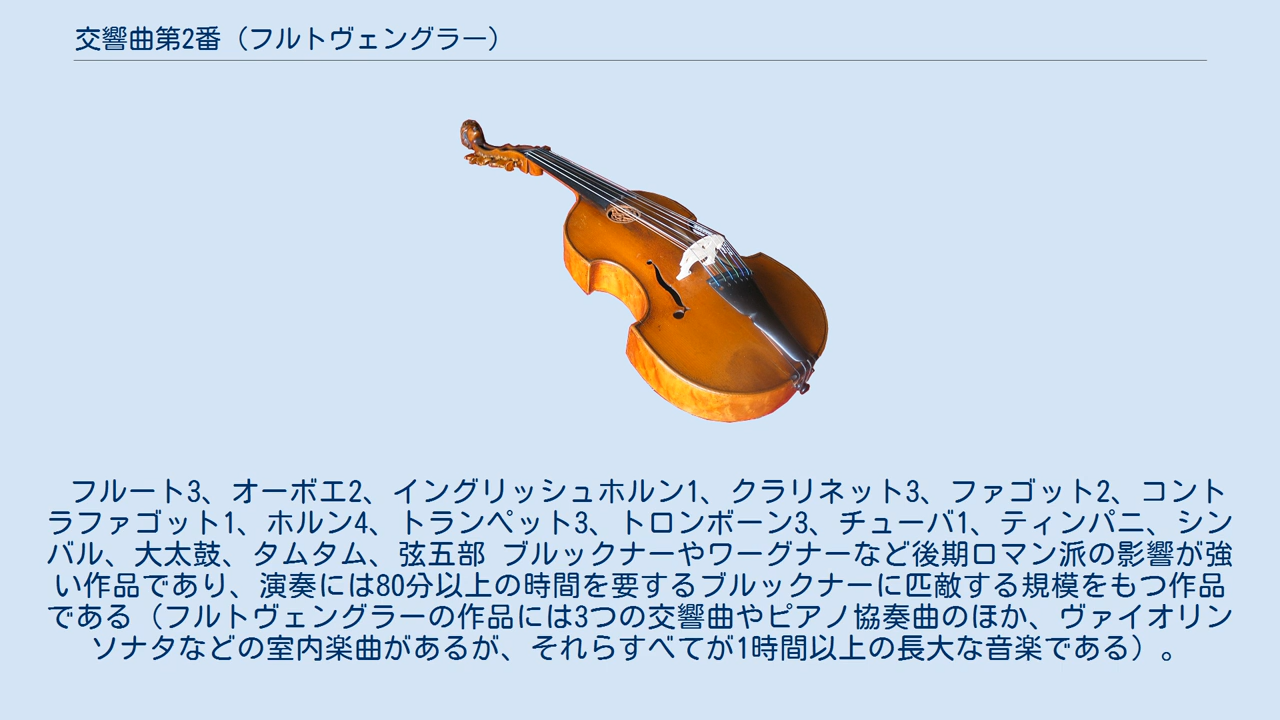 交響曲第2番（フルトヴェングラー）
フルート3、オーボエ2、イングリッシュホルン1、クラリネット3、ファゴット2、コント
ラファゴット1、ホルン4、トランペット3、トロンボーン3、チューバ1、ティンパニ、シン
バル、大太鼓、タムタム、弦五部 ブルックナーやワーグナーなど後期ロマン派の影響が強
い作品であり、演奏には80分以上の時間を要するブルックナーに匹敵する規模をもつ作品
である（フルトヴェングラーの作品には3つの交響曲やピアノ協奏曲のほか、ヴァイオリン
ソナタなどの室内楽曲があるが、それらすべてが1時間以上の長大な音楽である）。